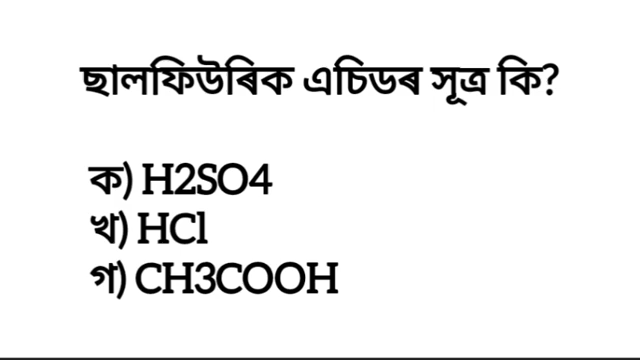 ছালফিউৰিক এচিডৰ সূত্ৰ কি?
ক) H2SO4
খ) HCl
গ) CH3COOH